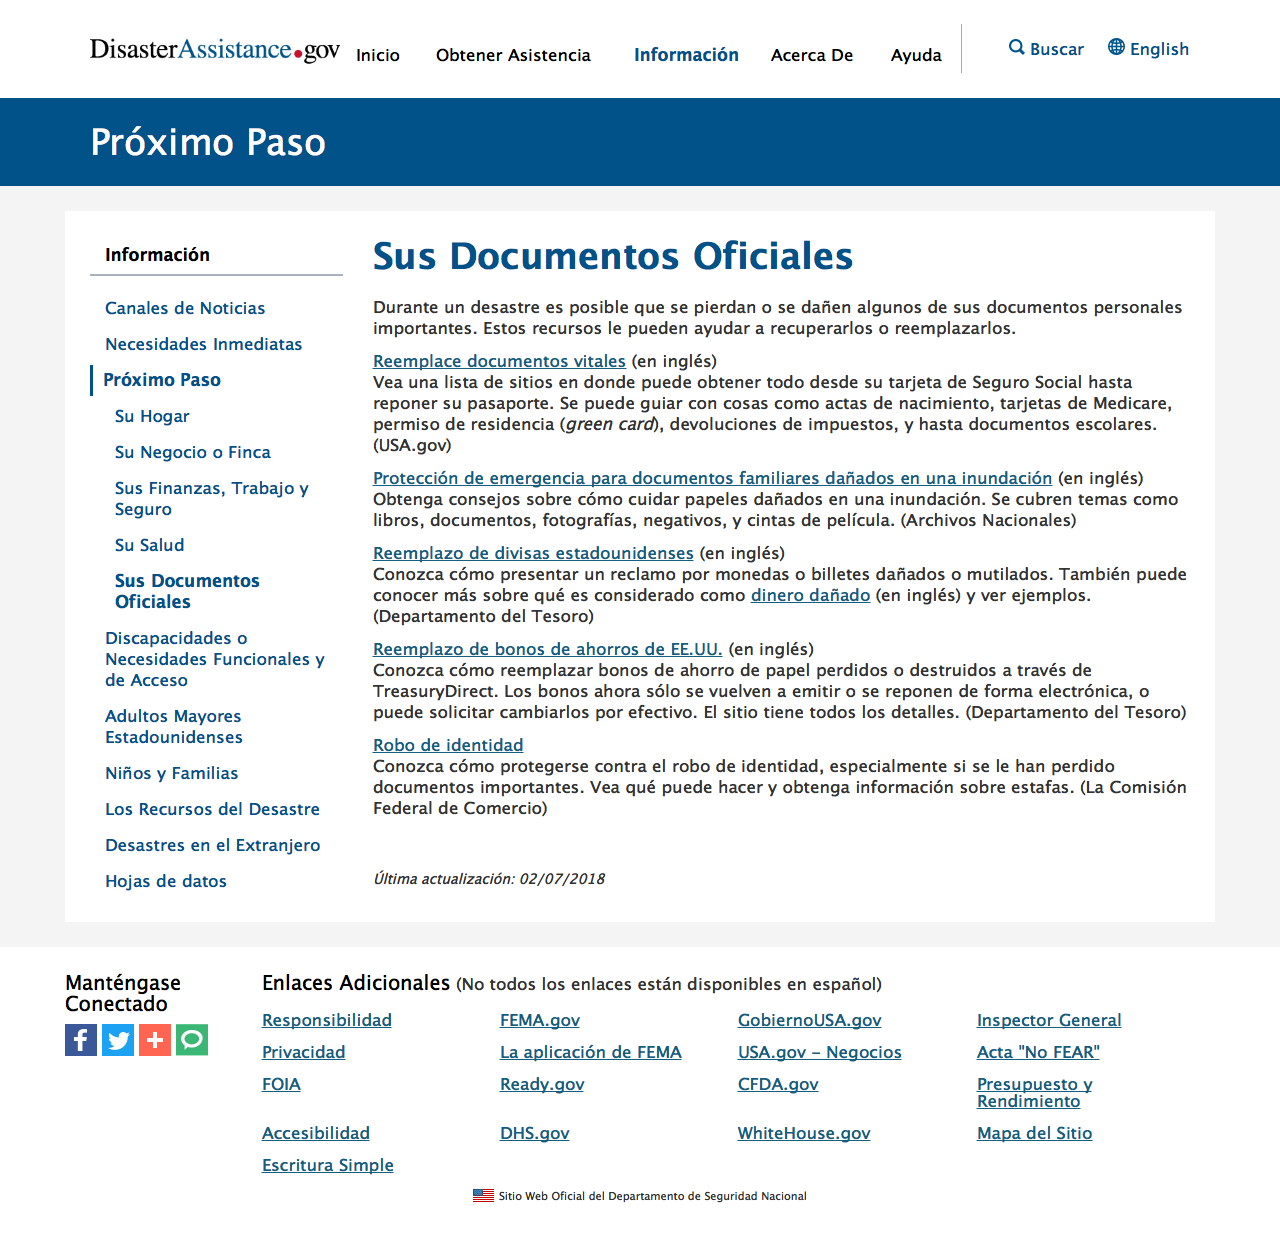 DisasterAssistance.gov
Inicio
Obtener Asistencia
Información
Acerca De
Ayuda
Buscar
English
Próximo Paso
Información
Canales de Noticias
Necesidades Inmediatas
Próximo Paso
Su Hogar
Su Negocio o Finca
Sus Finanzas, Trabajo y
Seguro
Su Salud
Sus Documentos
Oficiales
Discapacidades o
Necesidades Funcionales y
de Acceso
Adultos Mayores
Estadounidenses
Niños y Familias
Los Recursos del Desastre
Desastres en el Extranjero
Hojas de datos
Sus Documentos Oficiales
Durante un desastre es posible que se pierdan o se dañen algunos de sus documentos personales
importantes. Estos recursos le pueden ayudar a recuperarlos o reemplazarlos.
Reemplace documentos vitales (en inglés)
Vea una lista de sitios en donde puede obtener todo desde su tarjeta de Seguro Social hasta
reponer su pasaporte. Se puede guiar con cosas como actas de nacimiento, tarjetas de Medicare,
permiso de residencia (green card), devoluciones de impuestos, y hasta documentos escolares.
(USA.gov)
Protección de emergencia para documentos familiares dañados en una inundación (en inglés)
Obtenga consejos sobre cómo cuidar papeles dañados en una inundación. Se cubren temas como
libros, documentos, fotografías, negativos, y cintas de película. (Archivos Nacionales)
Reemplazo de divisas estadounidenses (en inglés)
Conozca cómo presentar un reclamo por monedas o billetes dañados o mutilados. También puede
conocer más sobre qué es considerado como dinero dañado (en inglés) y ver ejemplos.
(Departamento del Tesoro)
Reemplazo de bonos de ahorros de EE.UU. (en inglés)
Conozca cómo reemplazar bonos de ahorro de papel perdidos o destruidos a través de
TreasuryDirect. Los bonos ahora sólo se vuelven a emitir o se reponen de forma electrónica, o
puede solicitar cambiarlos por efectivo. El sitio tiene todos los detalles. (Departamento del Tesoro)
Robo de identidad
Conozca cómo protegerse contra el robo de identidad, especialmente si se le han perdido
documentos importantes. Vea qué puede hacer y obtenga información sobre estafas. (La Comisión
Federal de Comercio)
Última actualización: 02/07/2018
Manténgase
Conectado
Enlaces Adicionales (No todos los enlaces están disponibles en español)
Responsibilidad
FEMA.gov
GobiernoUSA.gov
Inspector General
Privacidad
La aplicación de FEMA
USA.gov - Negocios
Acta "No FEAR"
FOIA
Ready.gov
CFDA.gov
Presupuesto y
Rendimiento
Accesibilidad
DHS.gov
WhiteHouse.gov
Mapa del Sitio
Escritura Simple
Sitio Web Oficial del Departamento de Seguridad Nacional